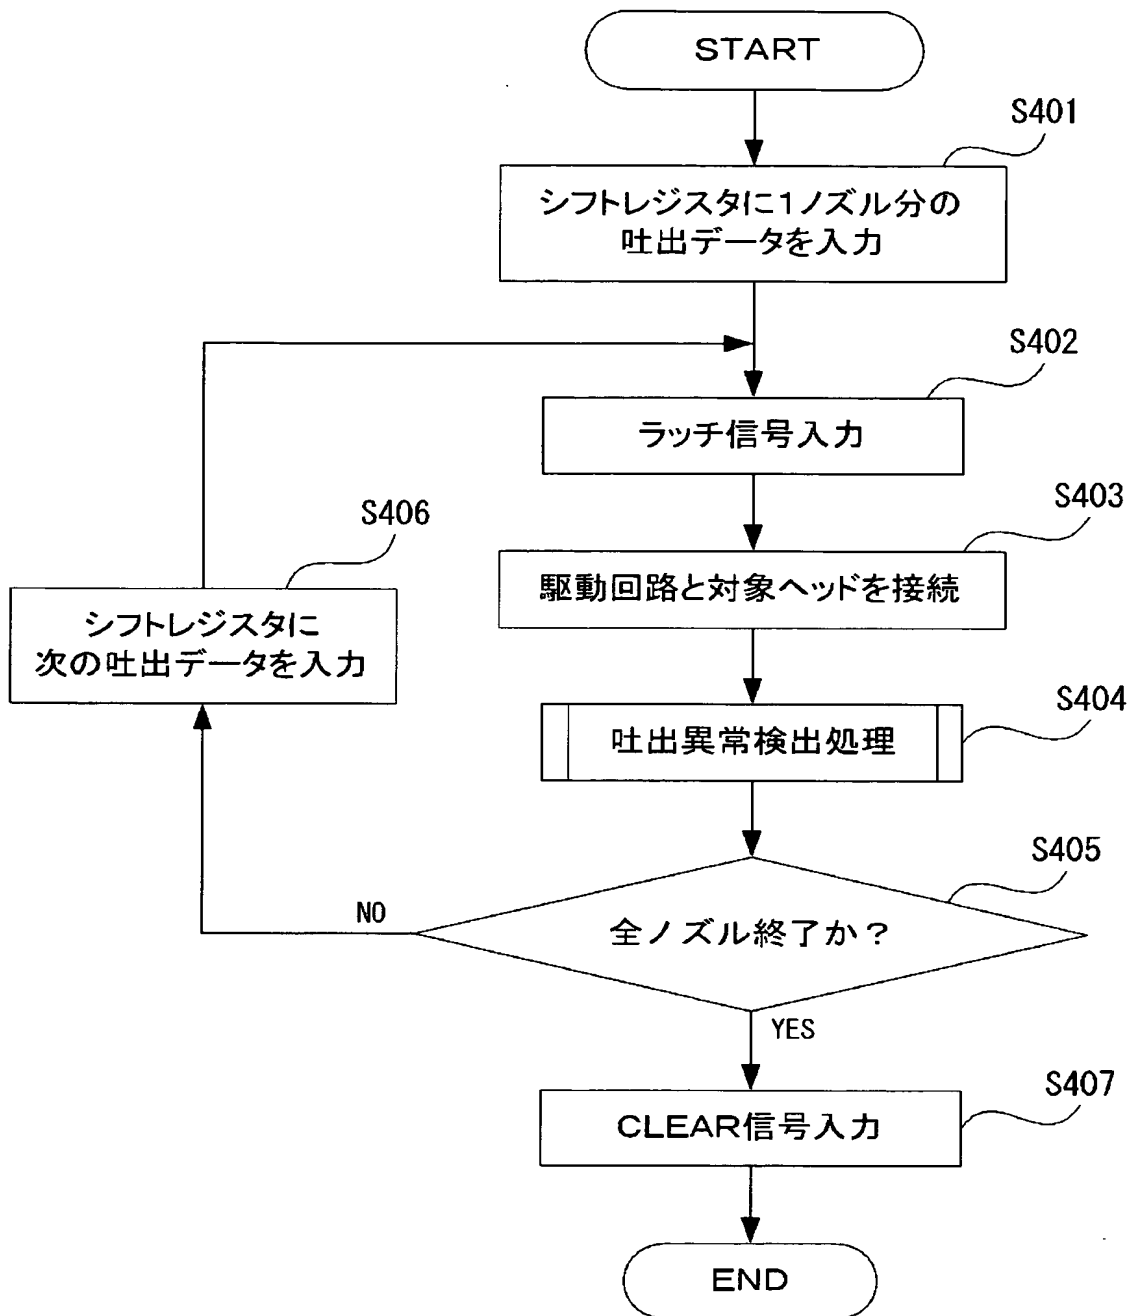 START
S401
シフトレジスタに1ノズル分の
吐出データを入力
S402
ラッチ信号入力
S403
駆動回路と対象ヘッドを接続
S406
シフトレジスタに
次の吐出データを入力
S404
吐出異常検出処理
S405
全ノズル終了か?
NO
YES
S407
CLEAR信号入力
END